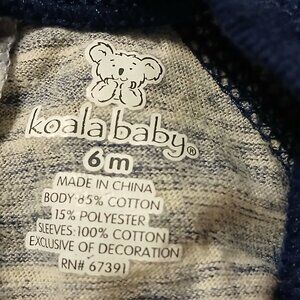 koala baby®
6m
MADE IN CHINA
BODY-85% COTTON
15% POLYESTER
SLEEVES:100% COTTON
EXCLUSIVE OF DECORATION
RN# 67391